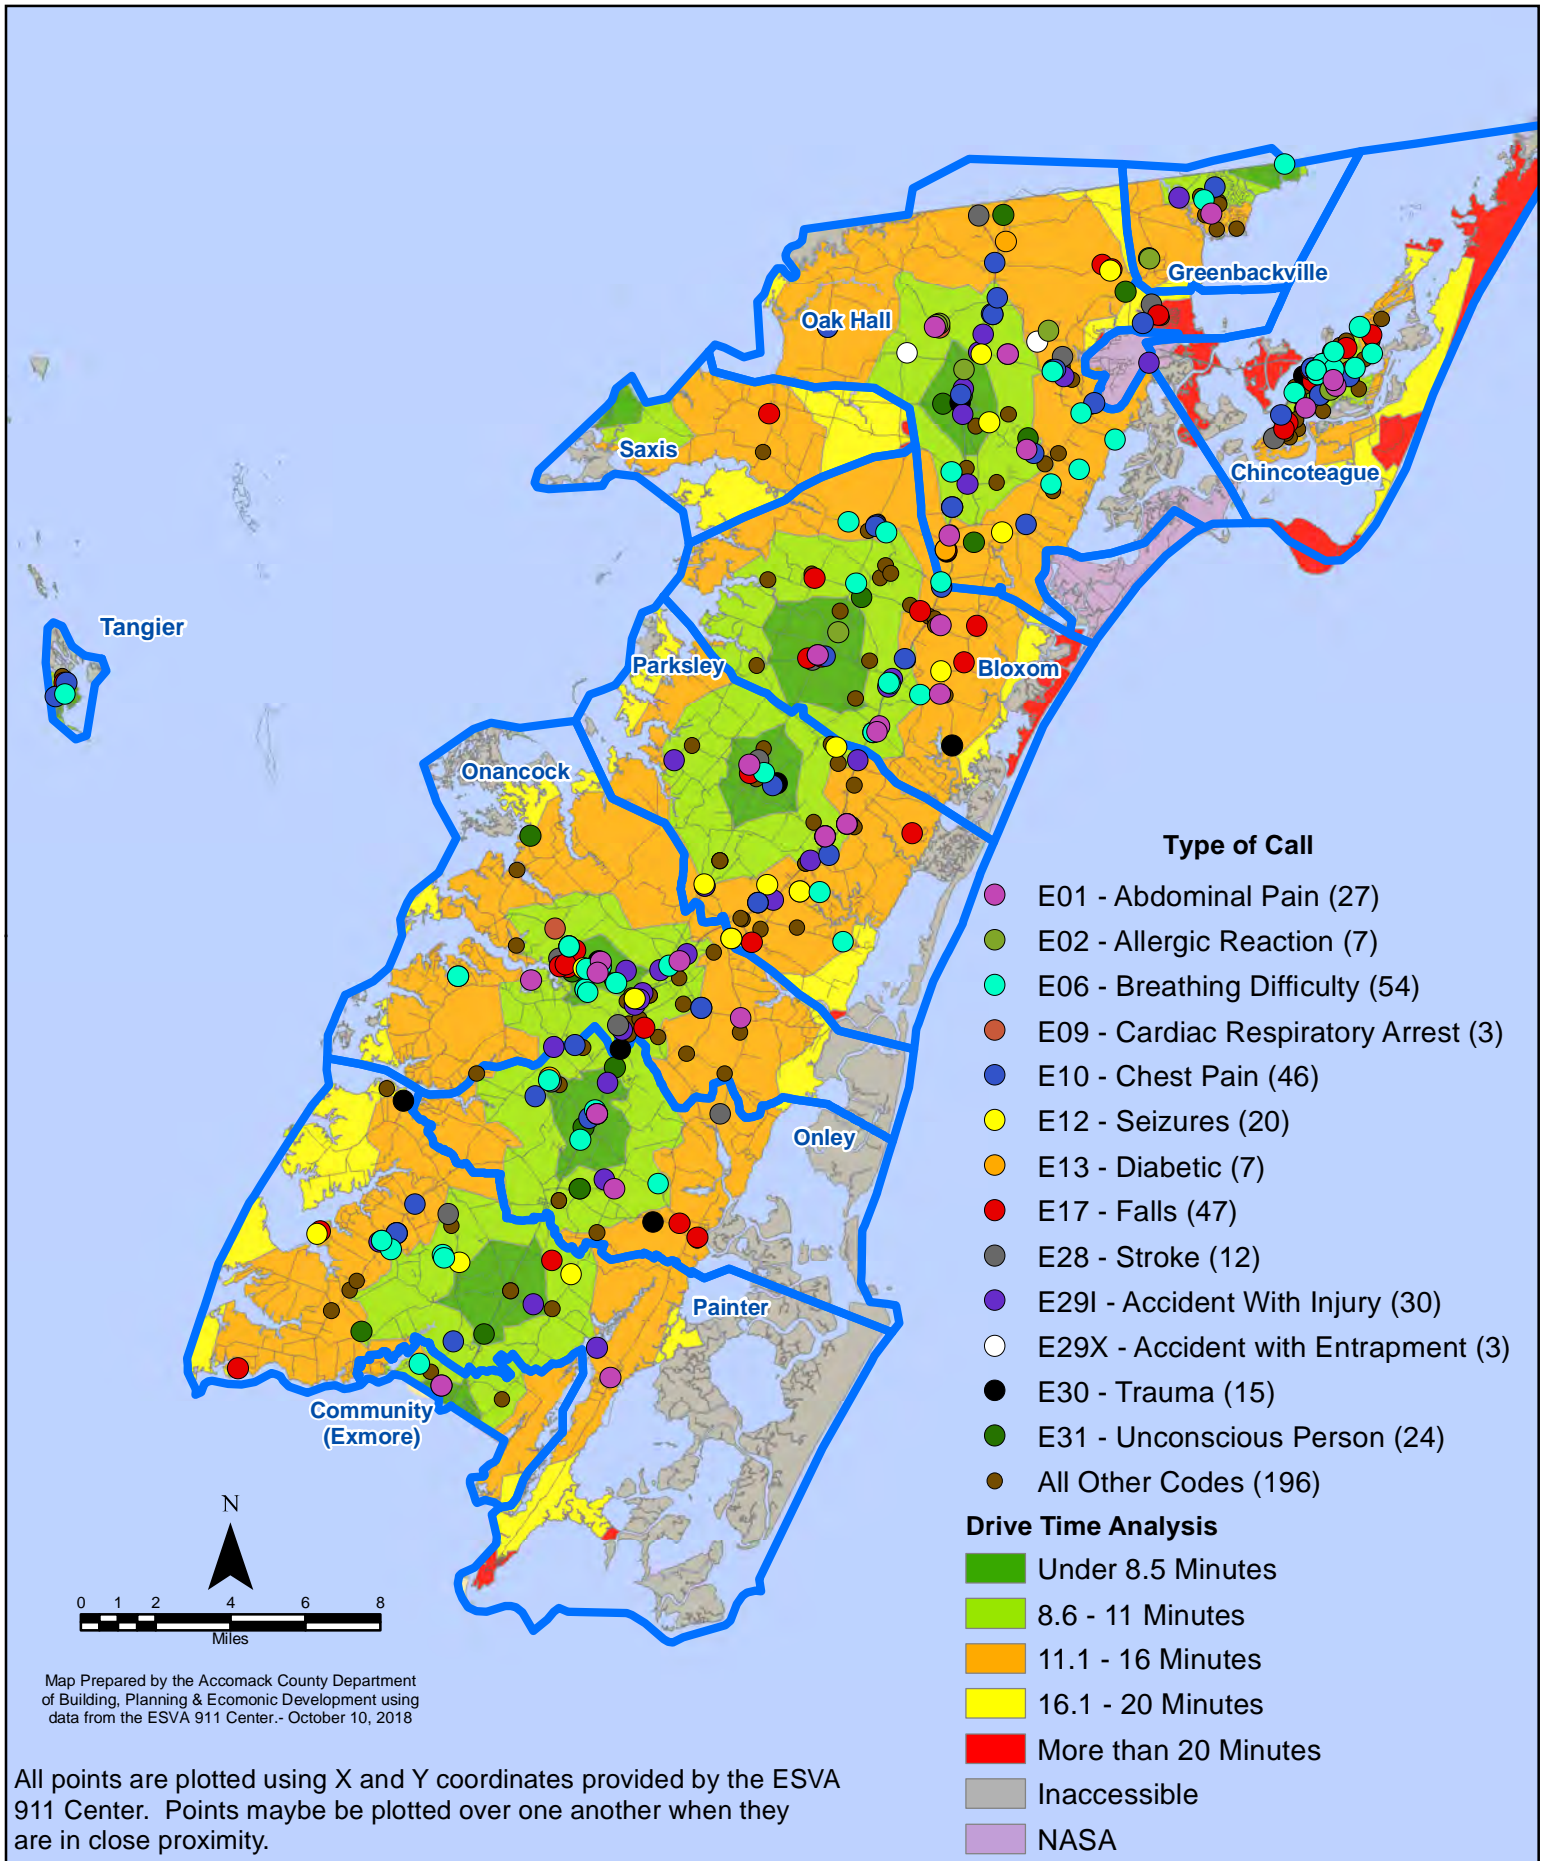 Greenbackville
Oak Hall
Saxis
Chincoteague
Tangier
Parksley
Bloxom
Onancock
Onley
Painter
Community
(Exmore)
Type of Call
E01 - Abdominal Pain (27)
E02 - Allergic Reaction (7)
E06 - Breathing Difficulty (54)
E09 - Cardiac Respiratory Arrest (3)
E10 - Chest Pain (46)
E12 - Seizures (20)
E13 - Diabetic (7)
E17 - Falls (47)
E28 - Stroke (12)
E29I - Accident With Injury (30)
E29X - Accident with Entrapment (3)
E30 - Trauma (15)
E31 - Unconscious Person (24)
All Other Codes (196)
Drive Time Analysis
Under 8.5 Minutes
8.6 - 11 Minutes
11.1 - 16 Minutes
16.1 - 20 Minutes
More than 20 Minutes
Inaccessible
NASA
N
0 1 2 4 6 8
Miles
Map Prepared by the Accomack County Department
of Building, Planning & Ecomonic Development using
data from the ESVA 911 Center.- October 10, 2018
All points are plotted using X and Y coordinates provided by the ESVA
911 Center.  Points maybe be plotted over one another when they
are in close proximity.